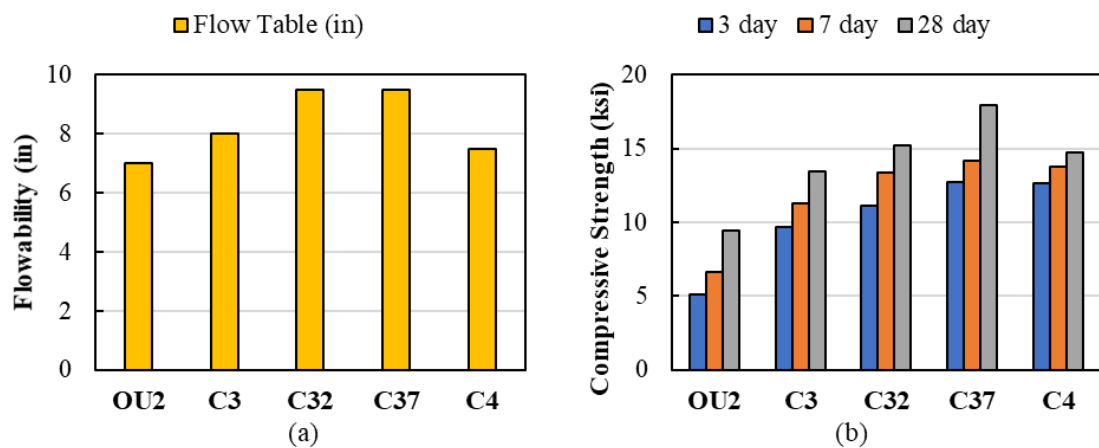 Flow Table (in)
Flowability (in)
10
8
6
4
2
0
OU2 C3 C32 C37 C4
(a)
3 day 7 day 28 day
Compressive Strength (ksi)
20
15
10
5
0
OU2 C3 C32 C37 C4
(b)